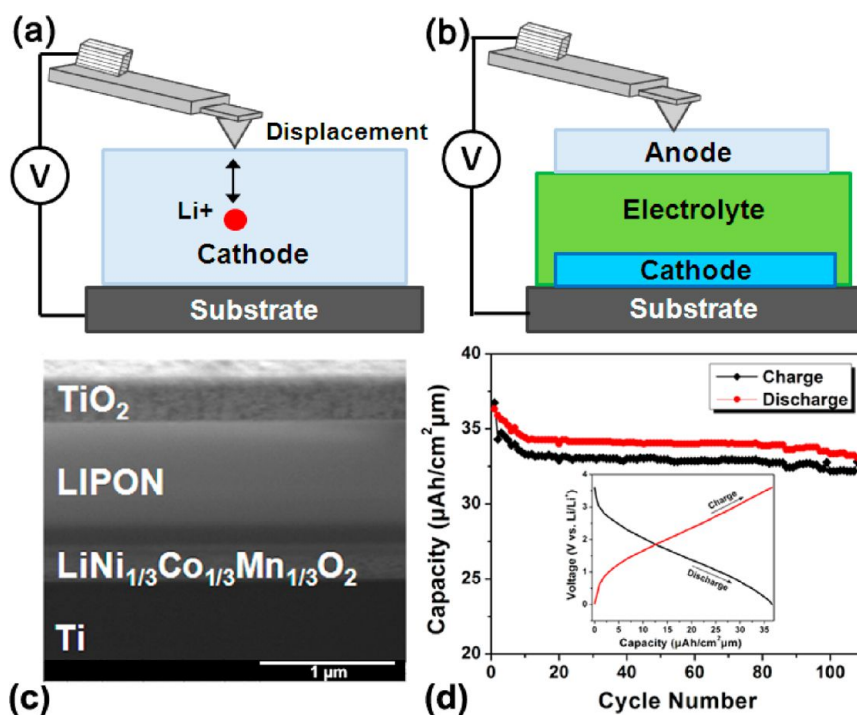 (a)
V
Displacement
Li+
Cathode
Substrate
(b)
V
Anode
Electrolyte
Cathode
Substrate
TiO2
LIPON
LiNi1/3Co1/3Mn1/3O2
Ti
1 µm
(c)
40
35
30
25
20
0
20
40
60
80
100
Capacity (µAh/cm²µm)
Cycle Number
Charge
Discharge
4
3
2
1
0
0
5
10
15
20
25
30
35
Voltage (V vs. Li/Li⁺)
Capacity (µAh/cm²µm)
Charge
Discharge
(d)